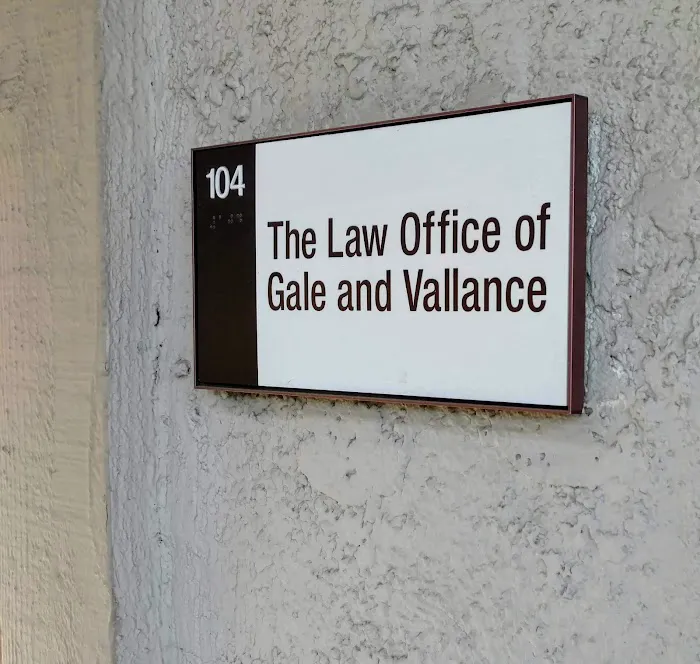 104
The Law Office of
Gale and Vallance